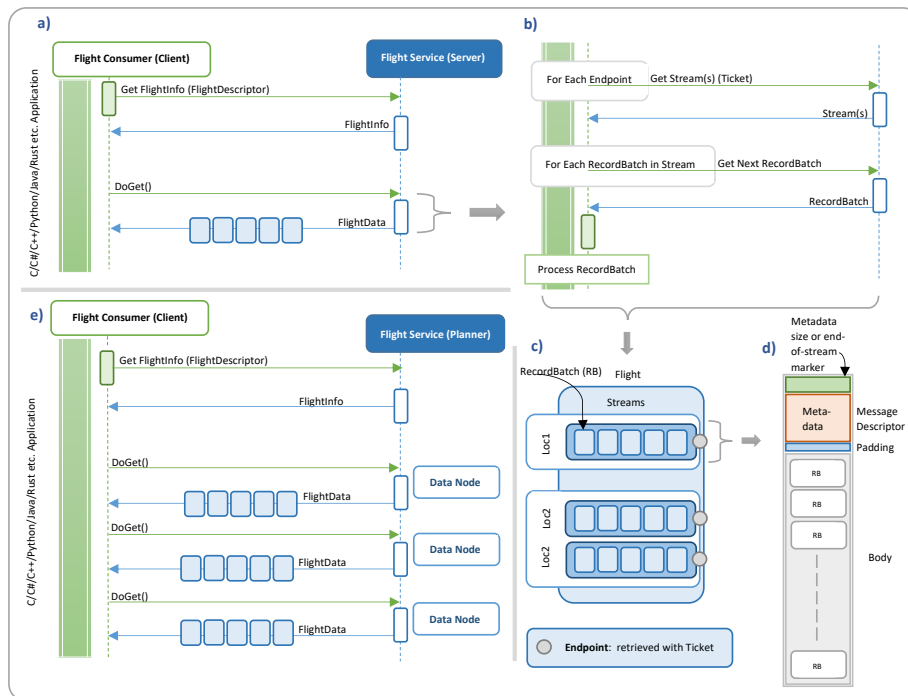 a)
Flight Consumer (Client)
Flight Service (Server)
C/C#/C++/Python/Java/Rust etc. Application
Get FlightInfo (FlightDescriptor)
FlightInfo
DoGet()
FlightData
b)
For Each Endpoint
Get Stream(s) (Ticket)
Stream(s)
For Each RecordBatch in Stream
Get Next RecordBatch
RecordBatch
Process RecordBatch
e)
Flight Consumer (Client)
Flight Service (Planner)
C/C#/C++/Python/Java/Rust etc. Application
Get FlightInfo (FlightDescriptor)
FlightInfo
DoGet()
Data Node
FlightData
DoGet()
Data Node
FlightData
DoGet()
Data Node
FlightData
c)
RecordBatch (RB)
Flight
Streams
Loc1
Loc2
Loc2
Endpoint: retrieved with Ticket
d)
Metadata
size or end-
of-stream
marker
Meta-
data
Message
Descriptor
Padding
RB
RB
RB
Body
RB